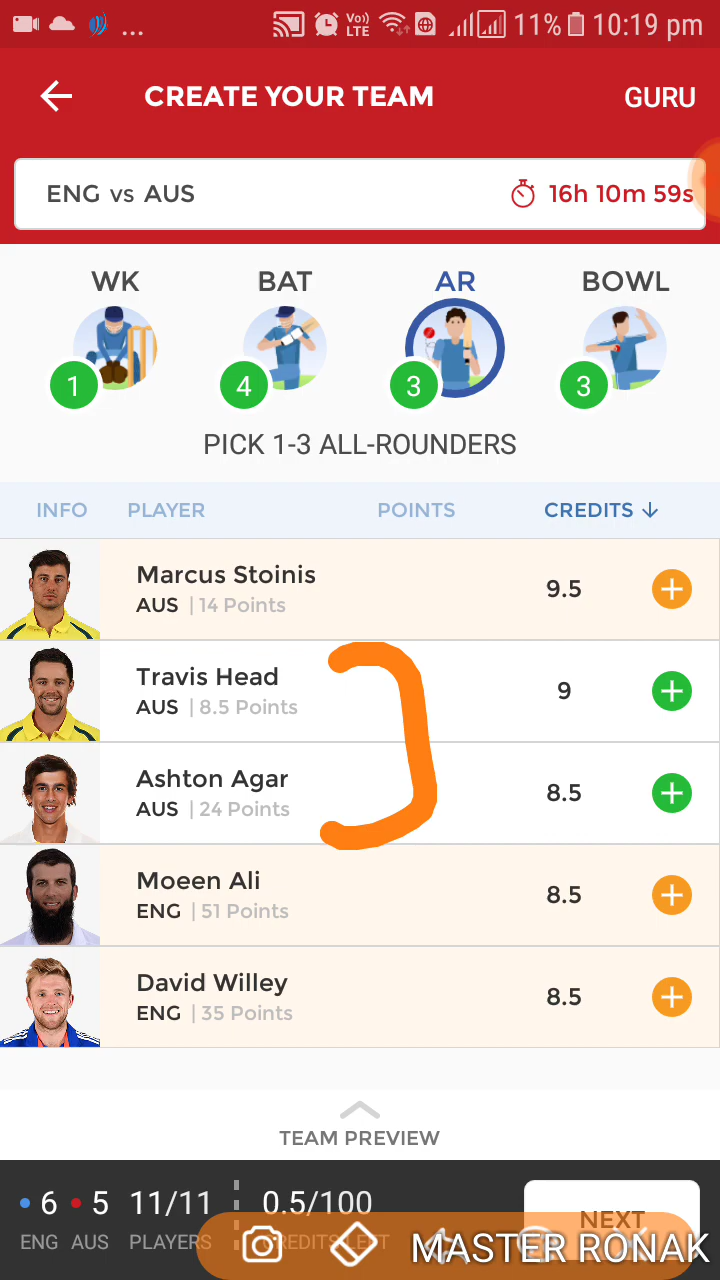 ... Vo) LTE 11% 10:19 pm
CREATE YOUR TEAM GURU
ENG vs AUS 16h 10m 59s
WK BAT AR BOWL
1 4 3 3
PICK 1-3 ALL-ROUNDERS
INFO PLAYER POINTS CREDITS ↓
Marcus Stoinis
AUS | 14 Points 9.5 +
Travis Head
AUS | 8.5 Points 9 +
Ashton Agar
AUS | 24 Points 8.5 +
Moeen Ali
ENG | 51 Points 8.5 +
David Willey
ENG | 35 Points 8.5 +
TEAM PREVIEW
6 5 11/11 0.5/100 NEXT
ENG AUS PLAYERS CREDITS LEFT
MASTER RONAK